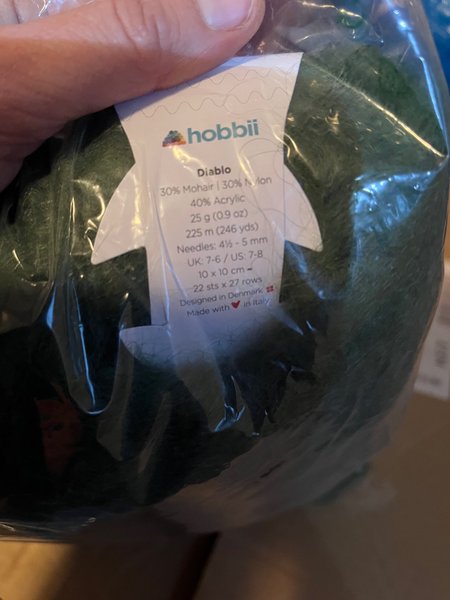 hobbii
Diablo
30% Mohair | 30% Nylon
40% Acrylic
25 g (0.9 oz)
225 m (246 yds)
Needles: 4½ - 5 mm
UK: 7-6 / US: 7-8
10 x 10 cm –
22 sts x 27 rows
Designed in Denmark
Made with in Italy